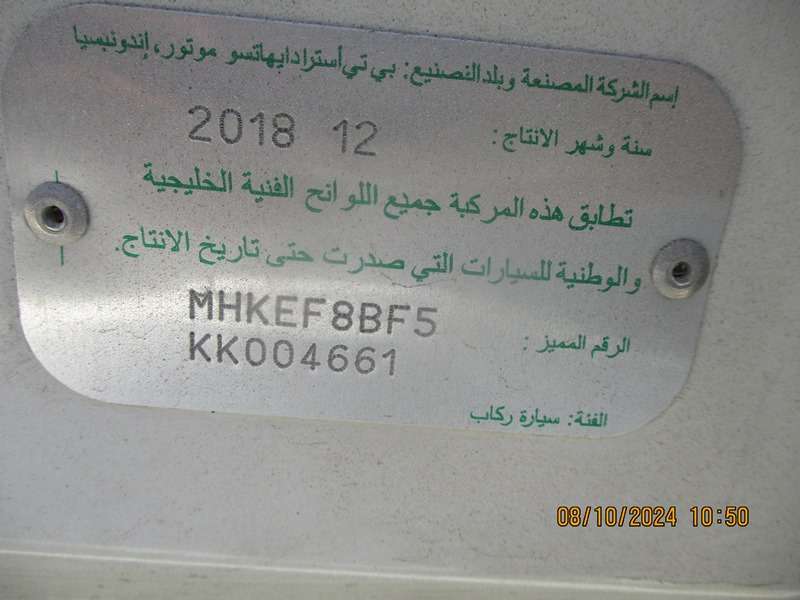 إسم الشركة المصنعة وبلد التصنيع: بي تي أسترا دايهاتسو موتور، إندونيسيا
سنة وشهر الانتاج: 2018 12
تطابق هذه المركبة جميع اللوائح الفنية الخليجية
والوطنية للسيارات التي صدرت حتى تاريخ الانتاج.
الرقم المميز: MHKEF8BF5
KK004661
الفئة: سيارة ركاب
08/10/2024 10:50